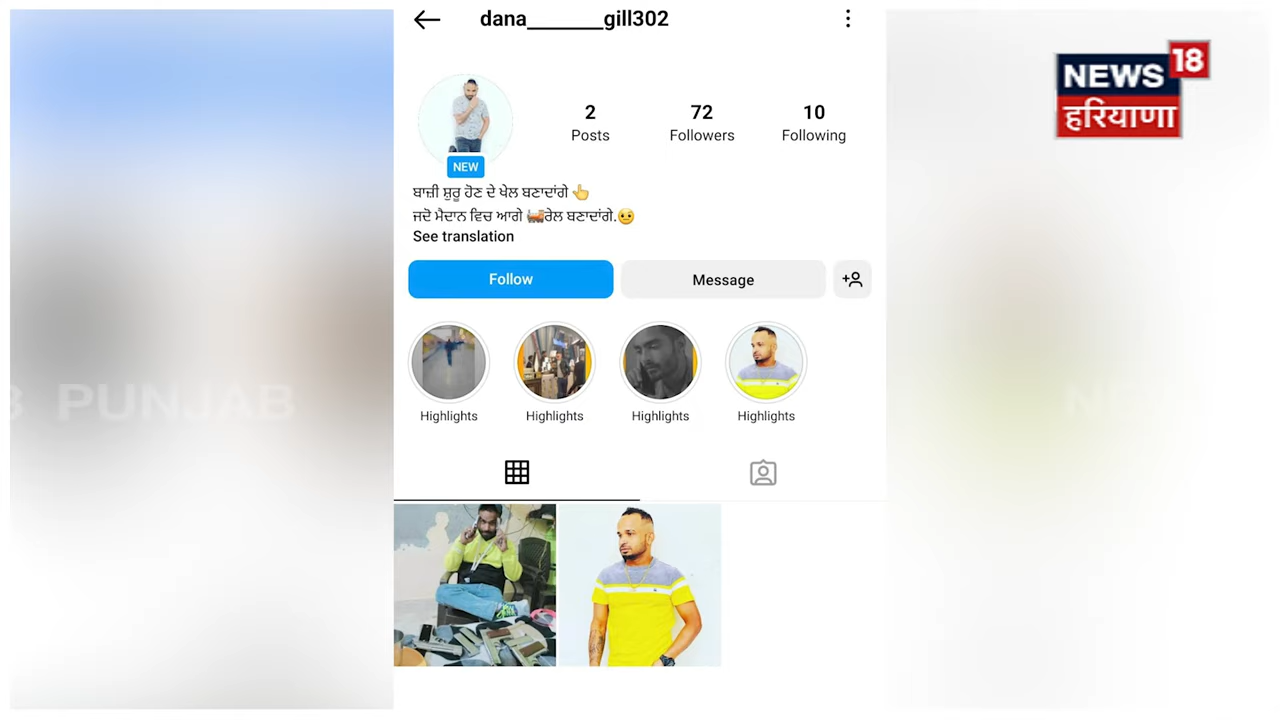 dana_______gill302
NEWS 18
हरियाणा
2
Posts
72
Followers
10
Following
NEW
ਬਾਜ਼ੀ ਸ਼ੁਰੂ ਹੋਣ ਦੇ ਖੇਲ ਬਣਾਦਾਂਗੇ 👆
ਜਦੋ ਮੈਦਾਨ ਵਿਚ ਆਗੇ 🚂ਰੇਲ ਬਣਾਦਾਂਗੇ.🤕
See translation
Follow
Message
Highlights
Highlights
Highlights
Highlights
PUNJAB